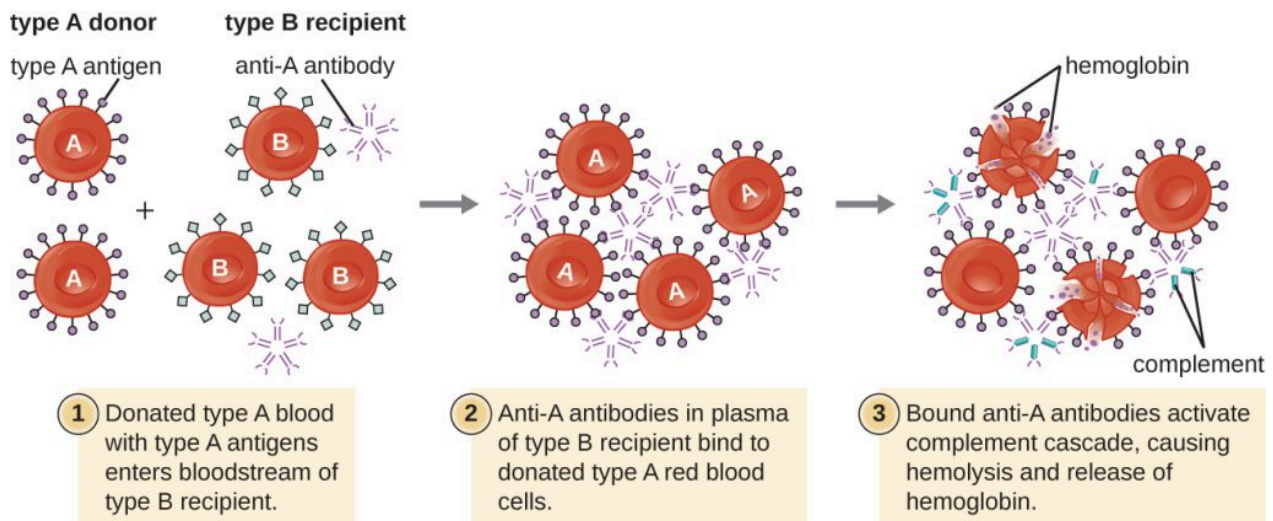 type A donor
type B recipient
type A antigen
anti-A antibody
A
B
A
+
B
B
A
A
A
A
hemoglobin
complement
1 Donated type A blood
with type A antigens
enters bloodstream of
type B recipient.
2 Anti-A antibodies in plasma
of type B recipient bind to
donated type A red blood
cells.
3 Bound anti-A antibodies activate
complement cascade, causing
hemolysis and release of
hemoglobin.